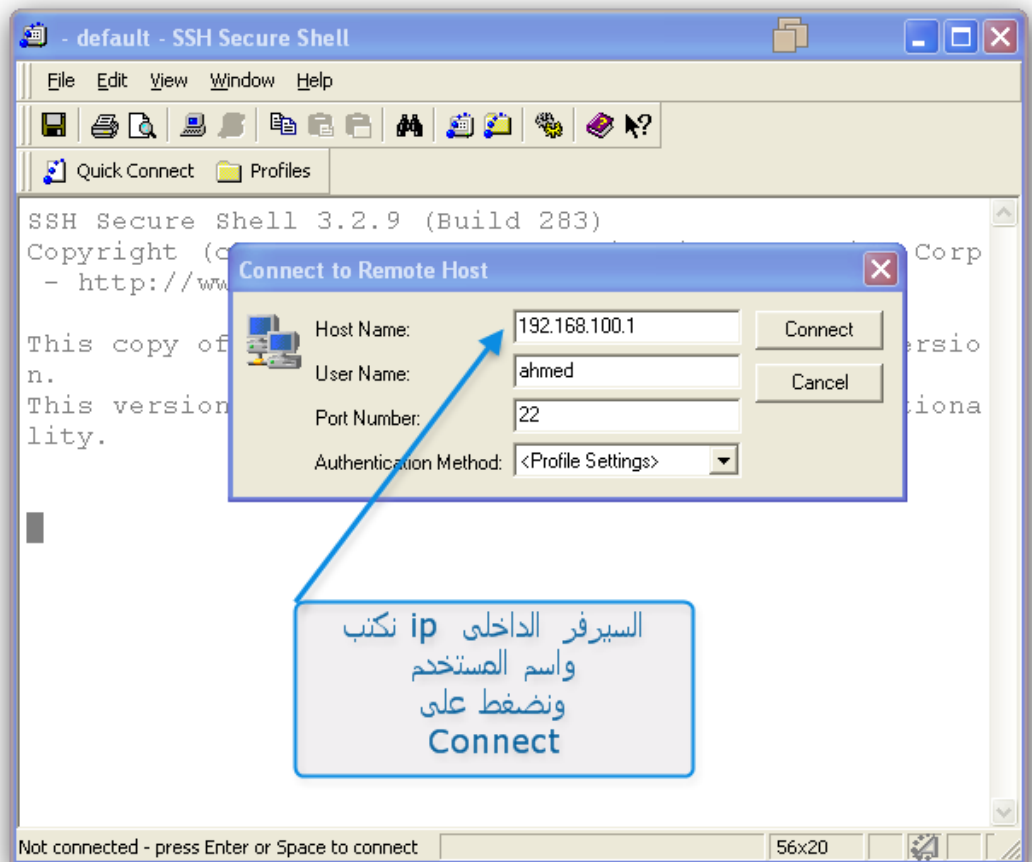 - default - SSH Secure Shell
File Edit View Window Help
Quick Connect Profiles
SSH Secure Shell 3.2.9 (Build 283)
Copyright (c Corp
- http://ww
This copy of ersio
n.
This version tiona
lity.
Connect to Remote Host
Host Name: 192.168.100.1 Connect
User Name: ahmed Cancel
Port Number: 22
Authentication Method: <Profile Settings>
نكتب ip السيرفر الداخلى
واسم المستخدم
ونضغط على
Connect
Not connected - press Enter or Space to connect 56x20